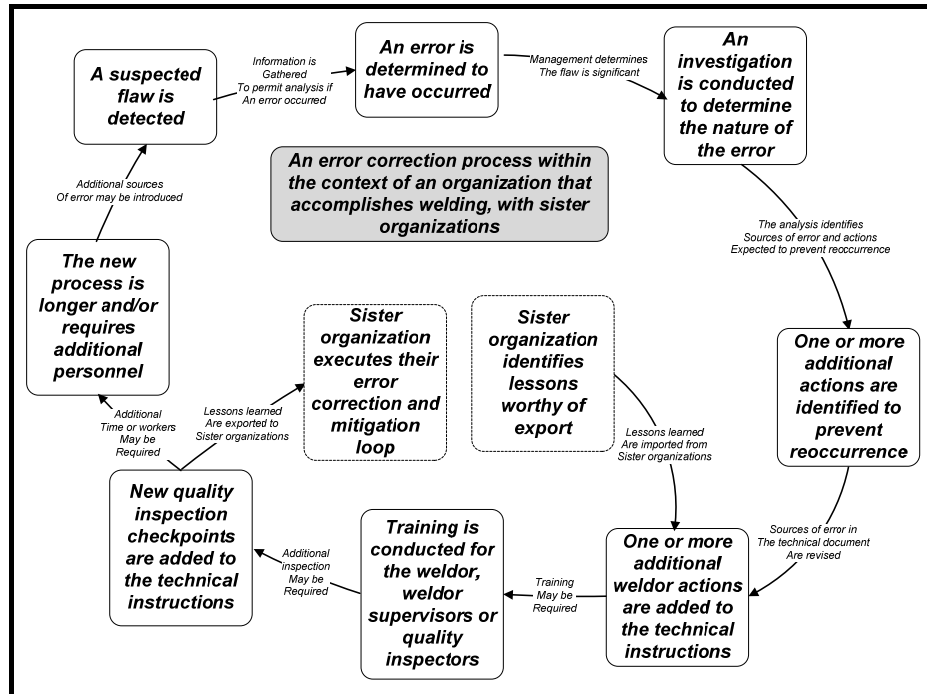 A suspected
flaw is
detected
Information is
Gathered
To permit analysis if
An error occurred
An error is
determined to
have occurred
Management determines
The flaw is significant
An
investigation
is conducted
to determine
the nature of
the error
An error correction process within
the context of an organization that
accomplishes welding, with sister
organizations
Additional sources
Of error may be introduced
The analysis identifies
Sources of error and actions
Expected to prevent reoccurrence
The new
process is
longer and/or
requires
additional
personnel
Sister
organization
executes their
error
correction and
mitigation
loop
Sister
organization
identifies
lessons
worthy of
export
One or more
additional
actions are
identified to
prevent
reoccurrence
Additional
Time or workers
May be
Required
Lessons learned
Are exported to
Sister organizations
Lessons learned
Are imported from
Sister organizations
New quality
inspection
checkpoints
are added to
the technical
instructions
Additional
inspection
May be
Required
Training is
conducted for
the weldor,
weldor
supervisors or
quality
inspectors
Training
May be
Required
One or more
additional
weldor actions
are added to
the technical
instructions
Sources of error in
The technical document
Are revised